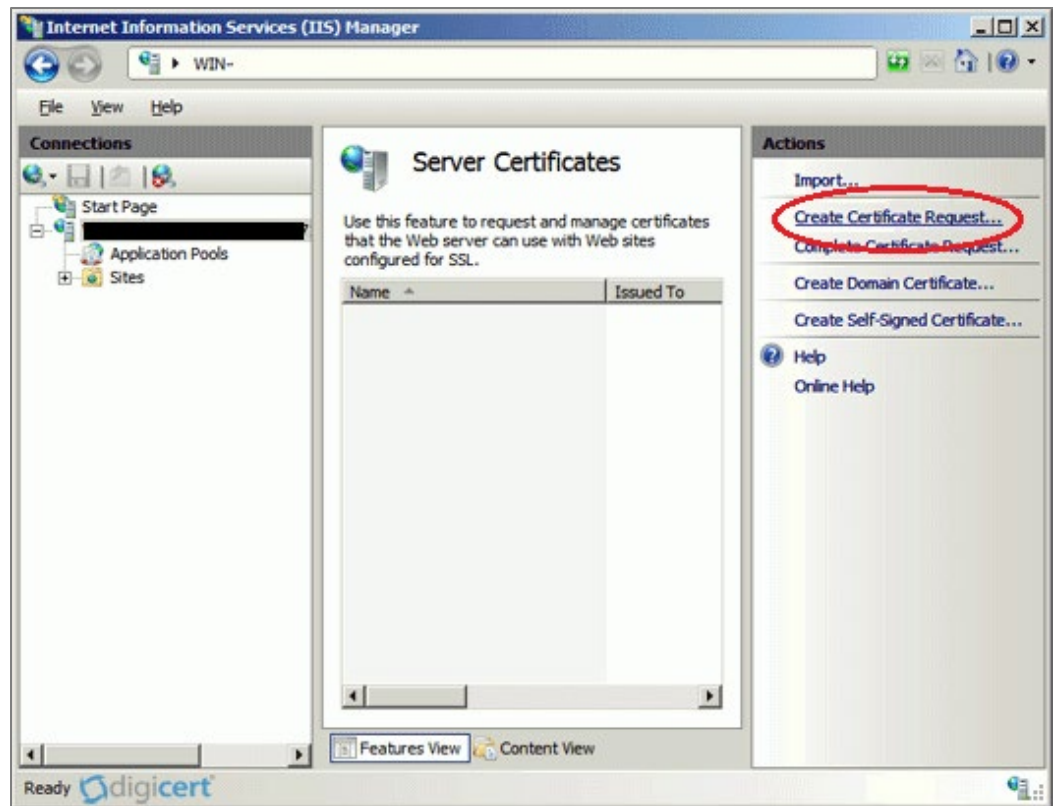 Internet Information Services (IIS) Manager
WIN-
File View Help
Connections
Start Page
Application Pools
Sites
Server Certificates
Use this feature to request and manage certificates
that the Web server can use with Web sites
configured for SSL.
Name Issued To
Features View Content View
Actions
Import...
Create Certificate Request...
Complete Certificate Request...
Create Domain Certificate...
Create Self-Signed Certificate...
Help
Online Help
Ready digicert